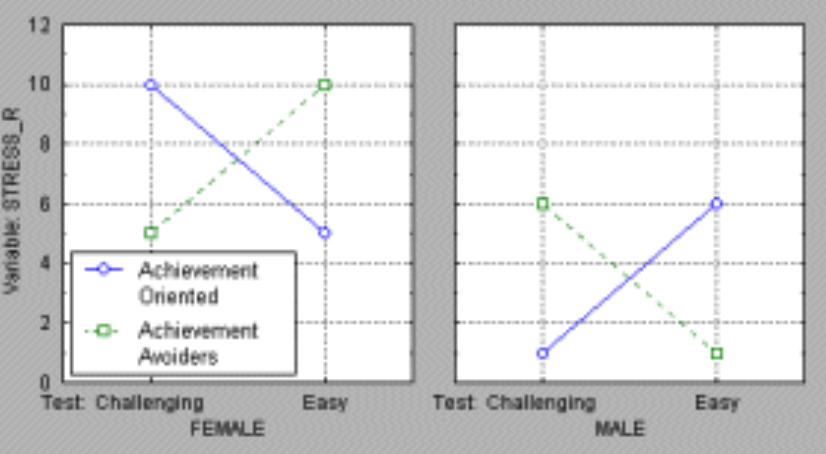 12
10
8
6
4
2
0
Variable: STRESS_R
Achievement
Oriented
Achievement
Avoiders
Test: Challenging Easy
FEMALE
Test: Challenging Easy
MALE